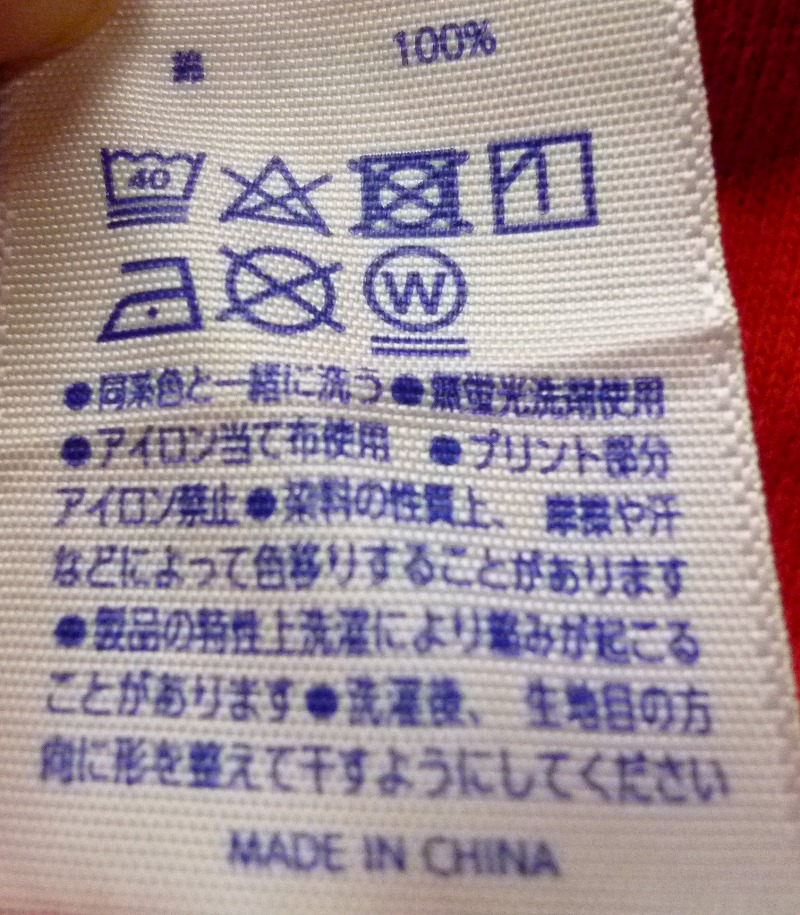 綿 100%
40
W
●同系色と一緒に洗う●無蛍光洗剤使用
●アイロン当て布使用 ●プリント部分
アイロン禁止●染料の性質上、摩擦や汗
などによって色移りすることがあります
●製品の特性上洗濯により縮みが起こる
ことがあります●洗濯後、生地目の方
向に形を整えて干すようにしてください
MADE IN CHINA